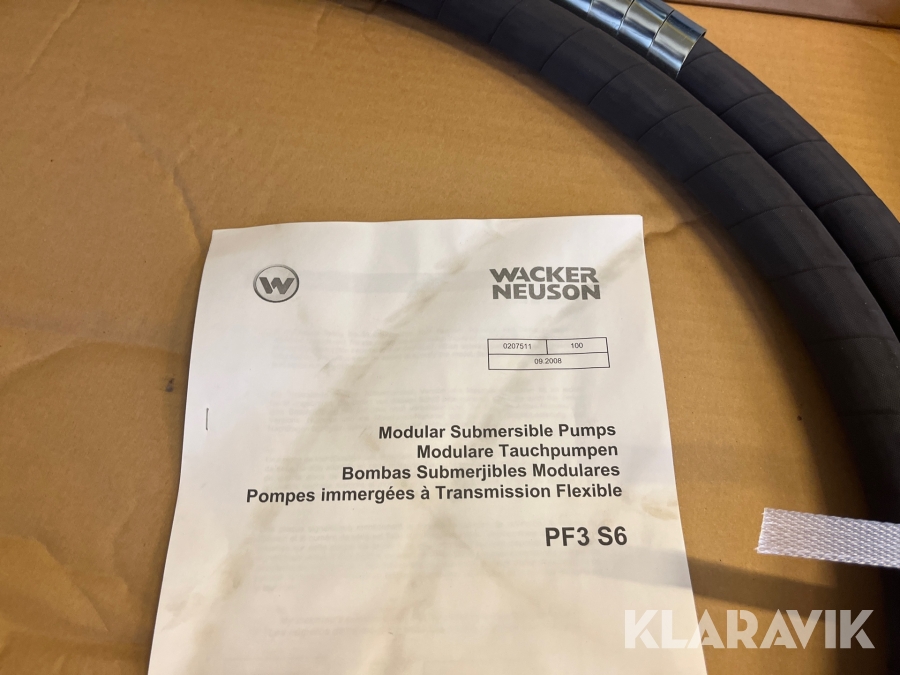 W
WACKER
NEUSON
0207511 100
09.2008
Modular Submersible Pumps
Modulare Tauchpumpen
Bombas Submerjibles Modulares
Pompes immergées à Transmission Flexible
PF3 S6
KLARAVIK